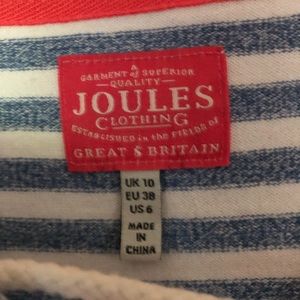 A
GARMENT of SUPERIOR
QUALITY
JOULES
CLOTHING
ESTABLISHED in the FIELDS OF
GREAT & BRITAIN
UK 10
EU 38
US 6
MADE
IN
CHINA